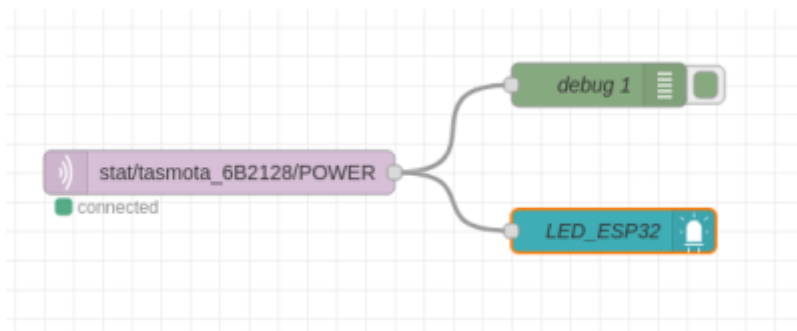 debug 1
stat/tasmota_6B2128/POWER
connected
LED_ESP32